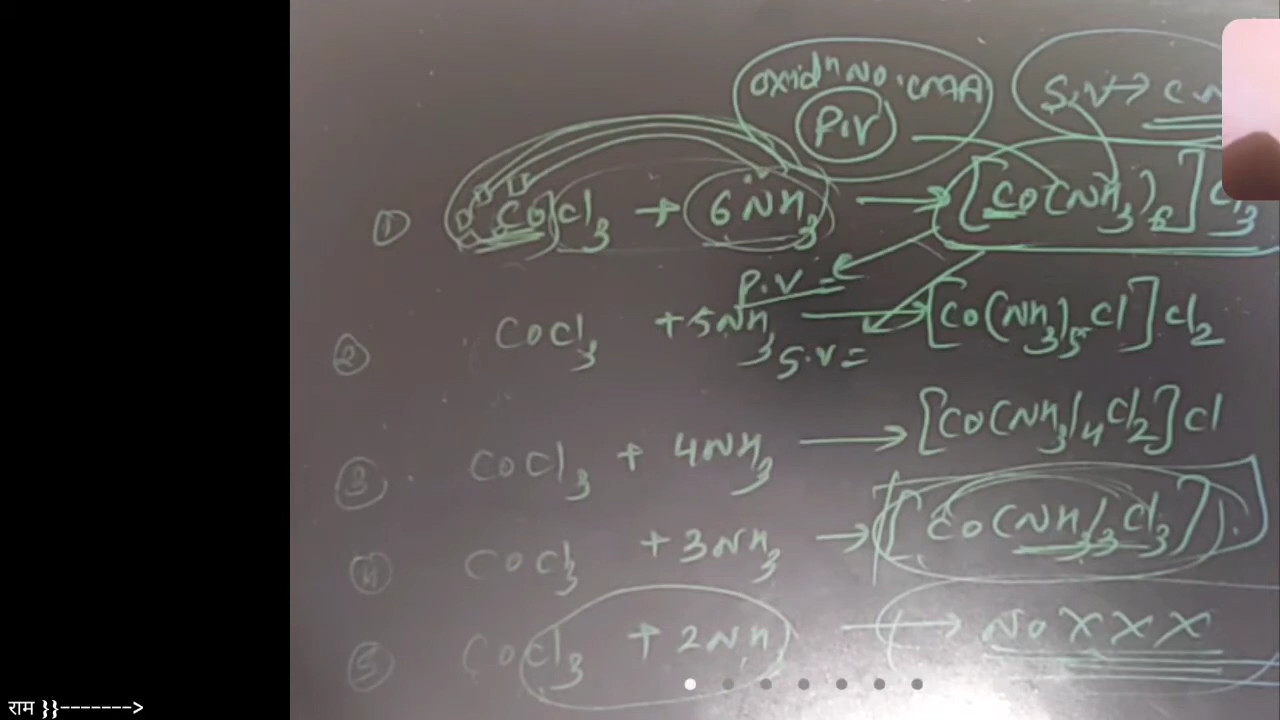 oxidⁿ No. CMA S.V → CN
P.V
① CoCl₃ + 6NH₃ → [Co(NH₃)₆]Cl₃
P.V =
② CoCl₃ + 5NH₃ → [Co(NH₃)₅Cl]Cl₂
S.V =
③ CoCl₃ + 4NH₃ → [Co(NH₃)₄Cl₂]Cl
④ CoCl₃ + 3NH₃ → [Co(NH₃)₃Cl₃]
⑤ CoCl₃ + 2NH₃ → No X X X
राम }}------->